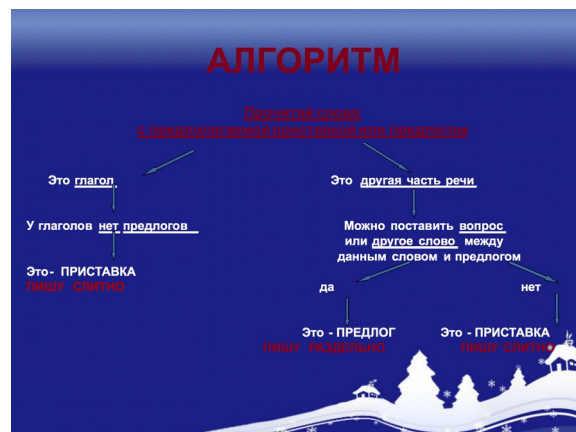 АЛГОРИТМ
Прочитай слово
с предполагаемой приставкой или предлогом
Это глагол
Это другая часть речи
У глаголов нет предлогов
Можно поставить вопрос
или другое слово между
данным словом и предлогом
Это- ПРИСТАВКА
ПИШУ СЛИТНО
да
нет
Это - ПРЕДЛОГ
ПИШУ РАЗДЕЛЬНО
Это - ПРИСТАВКА
ПИШУ СЛИТНО